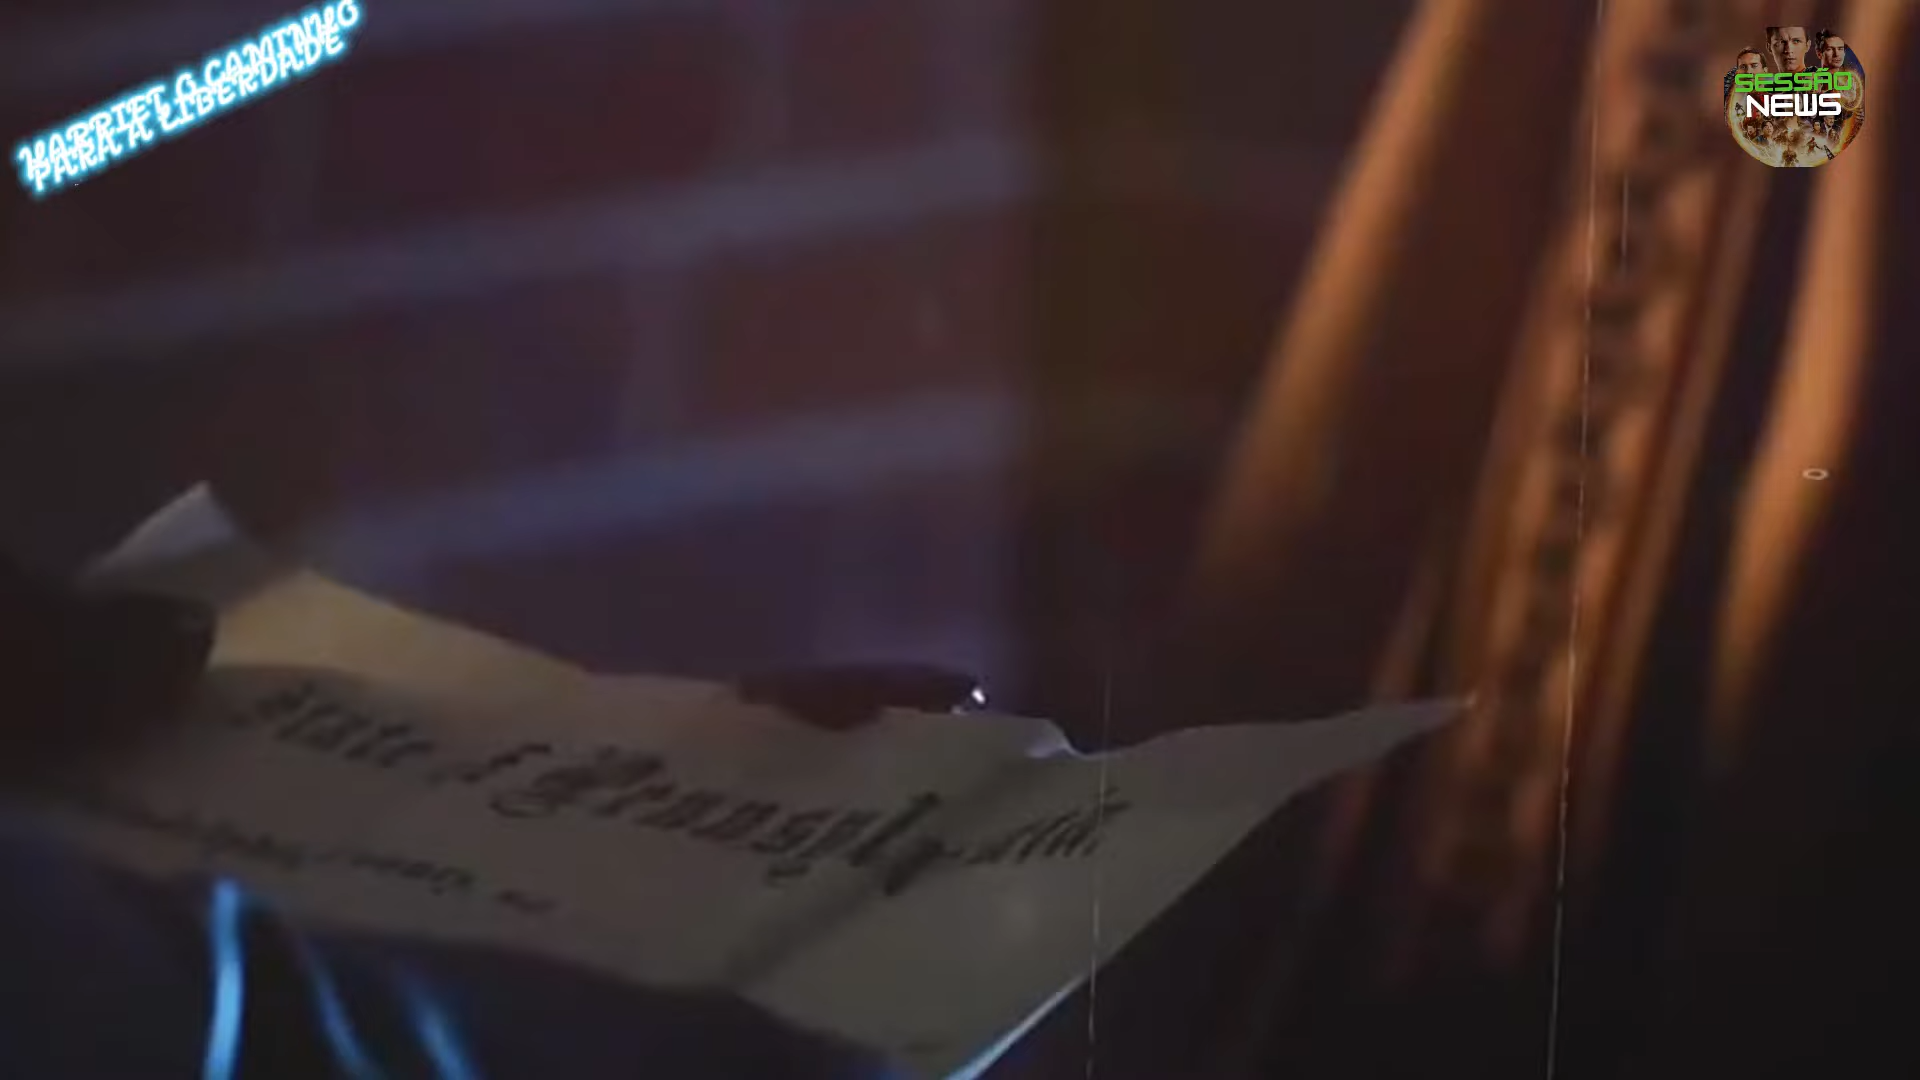 HARRIET O CAMINHO
PARA A LIBERDADE
SESSÃO
NEWS
State of Pennsylvania